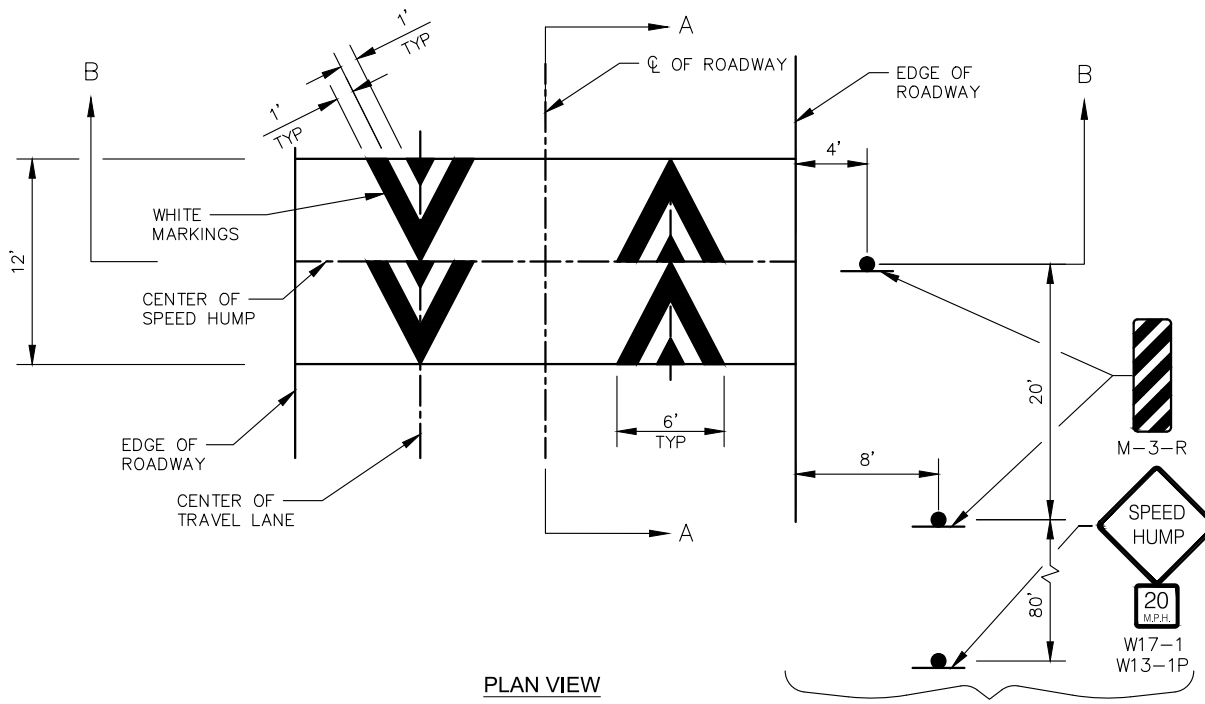 1'
TYP
1'
TYP
A
℄ OF ROADWAY
EDGE OF
ROADWAY
B
B
4'
12'
WHITE
MARKINGS
CENTER OF
SPEED HUMP
20'
6'
TYP
EDGE OF
ROADWAY
8'
M-3-R
CENTER OF
TRAVEL LANE
A
SPEED
HUMP
80'
20
M.P.H.
W17-1
W13-1P
PLAN VIEW